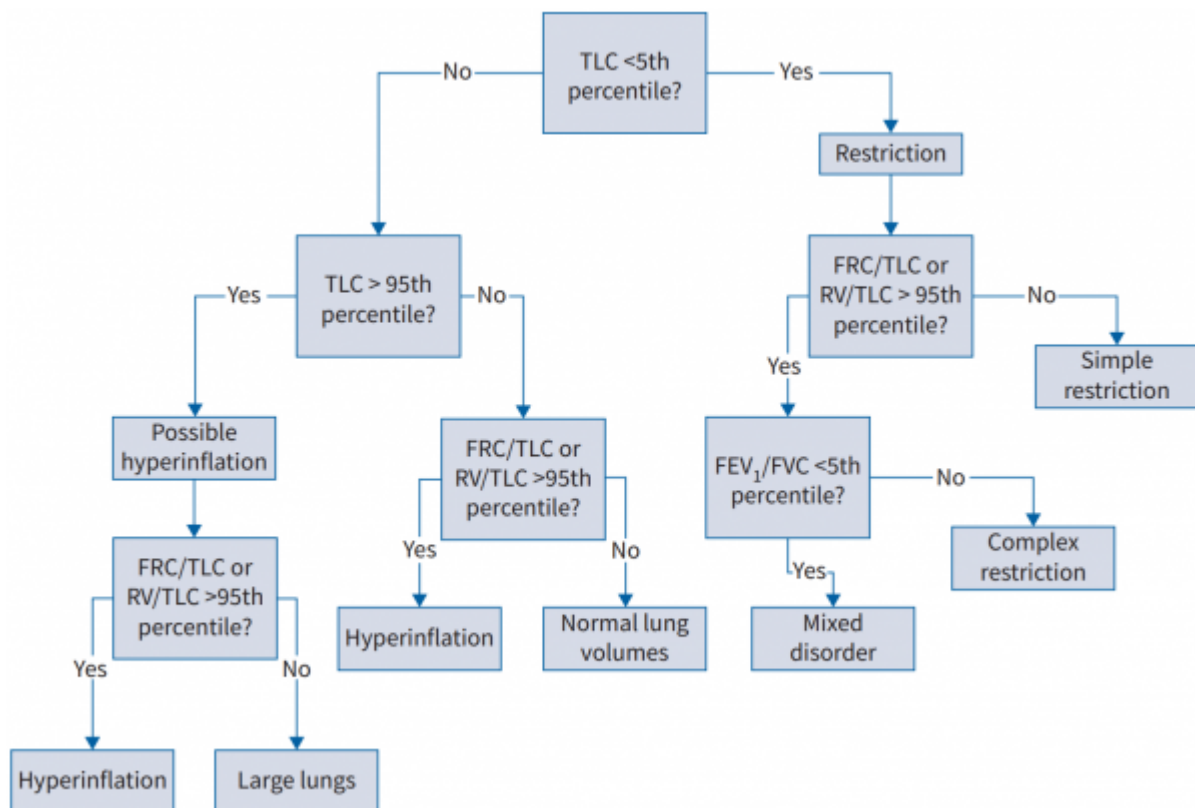 TLC <5th
percentile?
No
Yes
Restriction
TLC > 95th
percentile?
FRC/TLC or
RV/TLC > 95th
percentile?
Yes
No
No
Yes
Simple
restriction
Possible
hyperinflation
FRC/TLC or
RV/TLC >95th
percentile?
FEV₁/FVC <5th
percentile?
No
Yes
No
Complex
restriction
FRC/TLC or
RV/TLC >95th
percentile?
Yes
Hyperinflation
Normal lung
volumes
Mixed
disorder
Yes
No
Hyperinflation
Large lungs